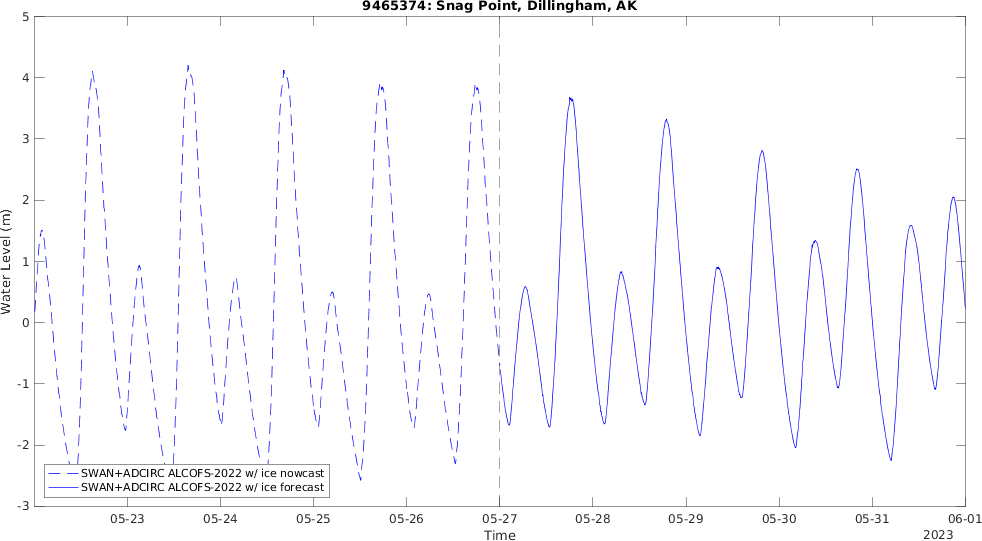 9465374: Snag Point, Dillingham, AK
Water Level (m)
5
4
3
2
1
0
-1
-2
-3
SWAN+ADCIRC ALCOFS-2022 w/ ice nowcast
SWAN+ADCIRC ALCOFS-2022 w/ ice forecast
05-23 05-24 05-25 05-26 05-27 05-28 05-29 05-30 05-31 06-01
Time
2023